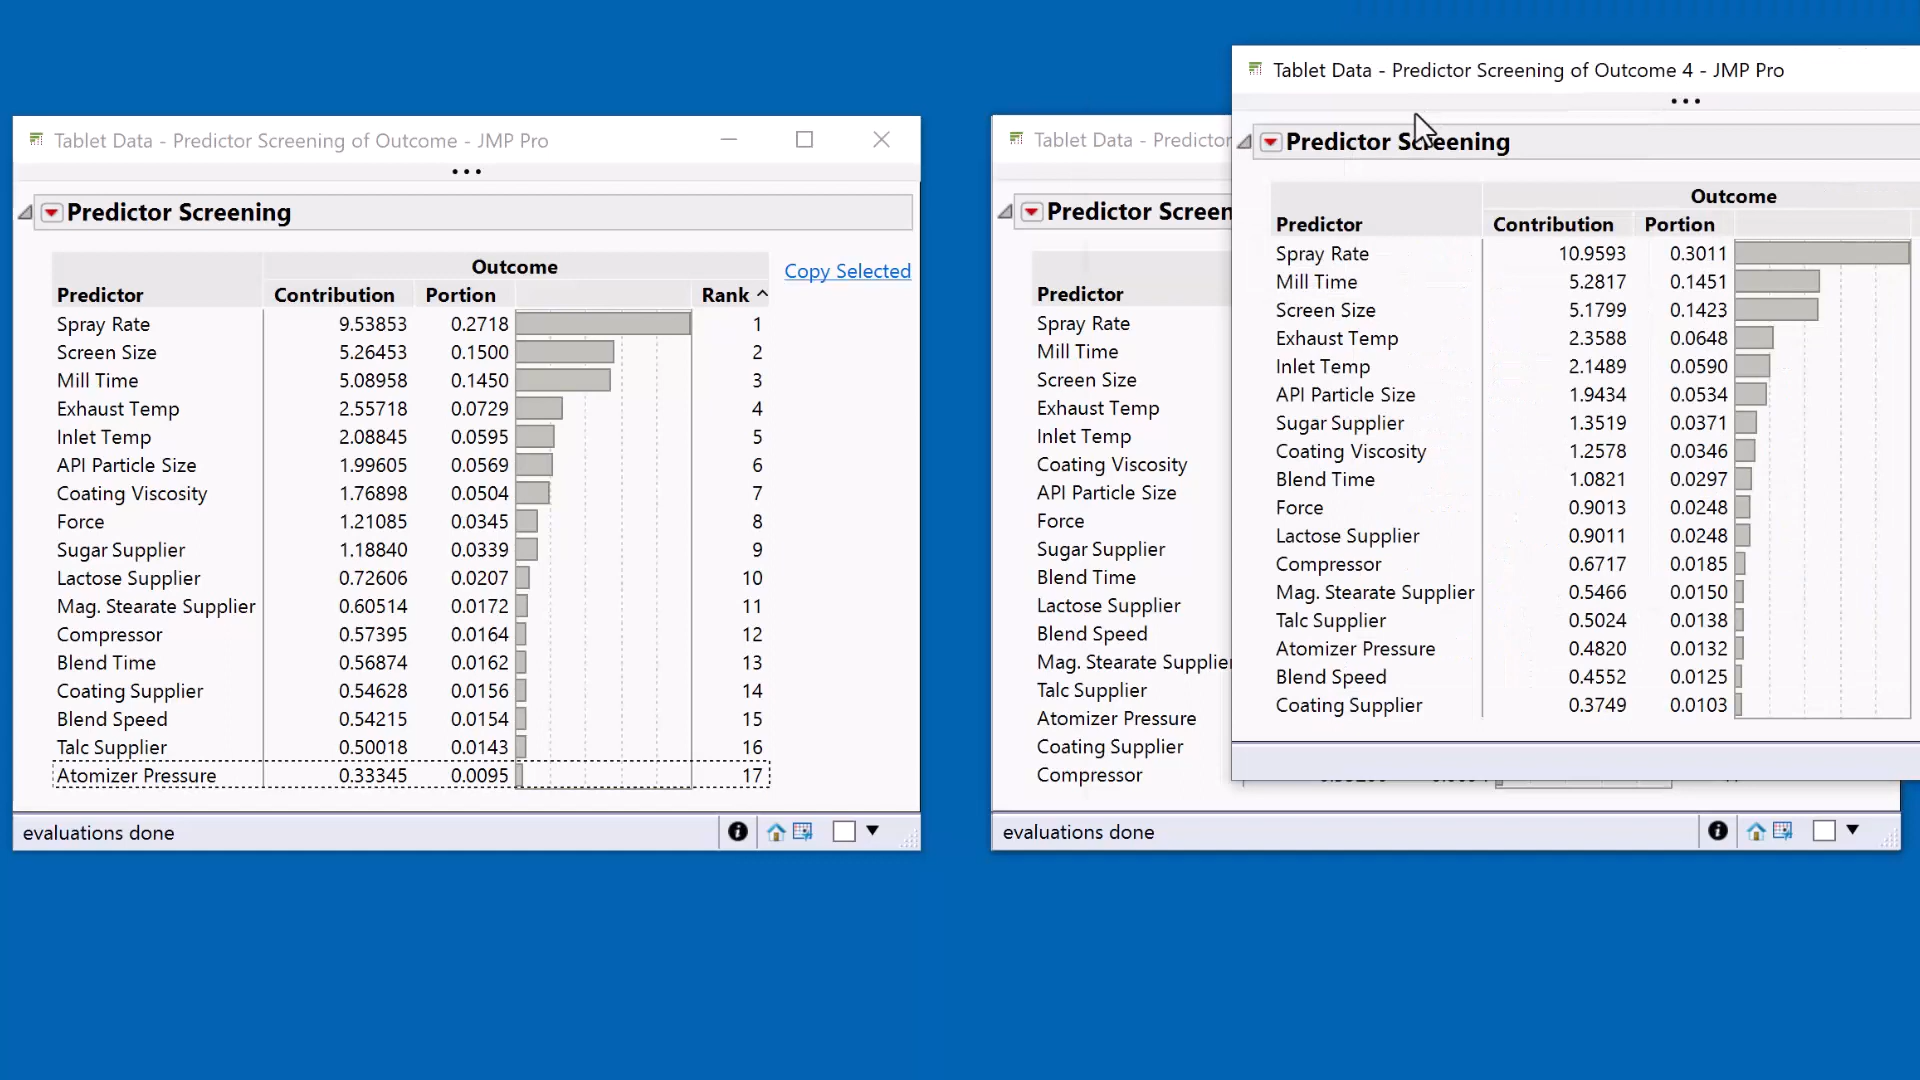 Tablet Data - Predictor Screening of Outcome - JMP Pro
Predictor Screening
Outcome
Copy Selected
Predictor Contribution Portion Rank
Spray Rate 9.53853 0.2718 1
Screen Size 5.26453 0.1500 2
Mill Time 5.08958 0.1450 3
Exhaust Temp 2.55718 0.0729 4
Inlet Temp 2.08845 0.0595 5
API Particle Size 1.99605 0.0569 6
Coating Viscosity 1.76898 0.0504 7
Force 1.21085 0.0345 8
Sugar Supplier 1.18840 0.0339 9
Lactose Supplier 0.72606 0.0207 10
Mag. Stearate Supplier 0.60514 0.0172 11
Compressor 0.57395 0.0164 12
Blend Time 0.56874 0.0162 13
Coating Supplier 0.54628 0.0156 14
Blend Speed 0.54215 0.0154 15
Talc Supplier 0.50018 0.0143 16
Atomizer Pressure 0.33345 0.0095 17
evaluations done
Tablet Data - Predictor
Predictor Screen
Predictor
Spray Rate
Mill Time
Screen Size
Exhaust Temp
Inlet Temp
Coating Viscosity
API Particle Size
Force
Sugar Supplier
Blend Time
Lactose Supplier
Blend Speed
Mag. Stearate Supplier
Talc Supplier
Atomizer Pressure
Coating Supplier
Compressor
evaluations done
Tablet Data - Predictor Screening of Outcome 4 - JMP Pro
Predictor Screening
Outcome
Predictor Contribution Portion
Spray Rate 10.9593 0.3011
Mill Time 5.2817 0.1451
Screen Size 5.1799 0.1423
Exhaust Temp 2.3588 0.0648
Inlet Temp 2.1489 0.0590
API Particle Size 1.9434 0.0534
Sugar Supplier 1.3519 0.0371
Coating Viscosity 1.2578 0.0346
Blend Time 1.0821 0.0297
Force 0.9013 0.0248
Lactose Supplier 0.9011 0.0248
Compressor 0.6717 0.0185
Mag. Stearate Supplier 0.5466 0.0150
Talc Supplier 0.5024 0.0138
Atomizer Pressure 0.4820 0.0132
Blend Speed 0.4552 0.0125
Coating Supplier 0.3749 0.0103